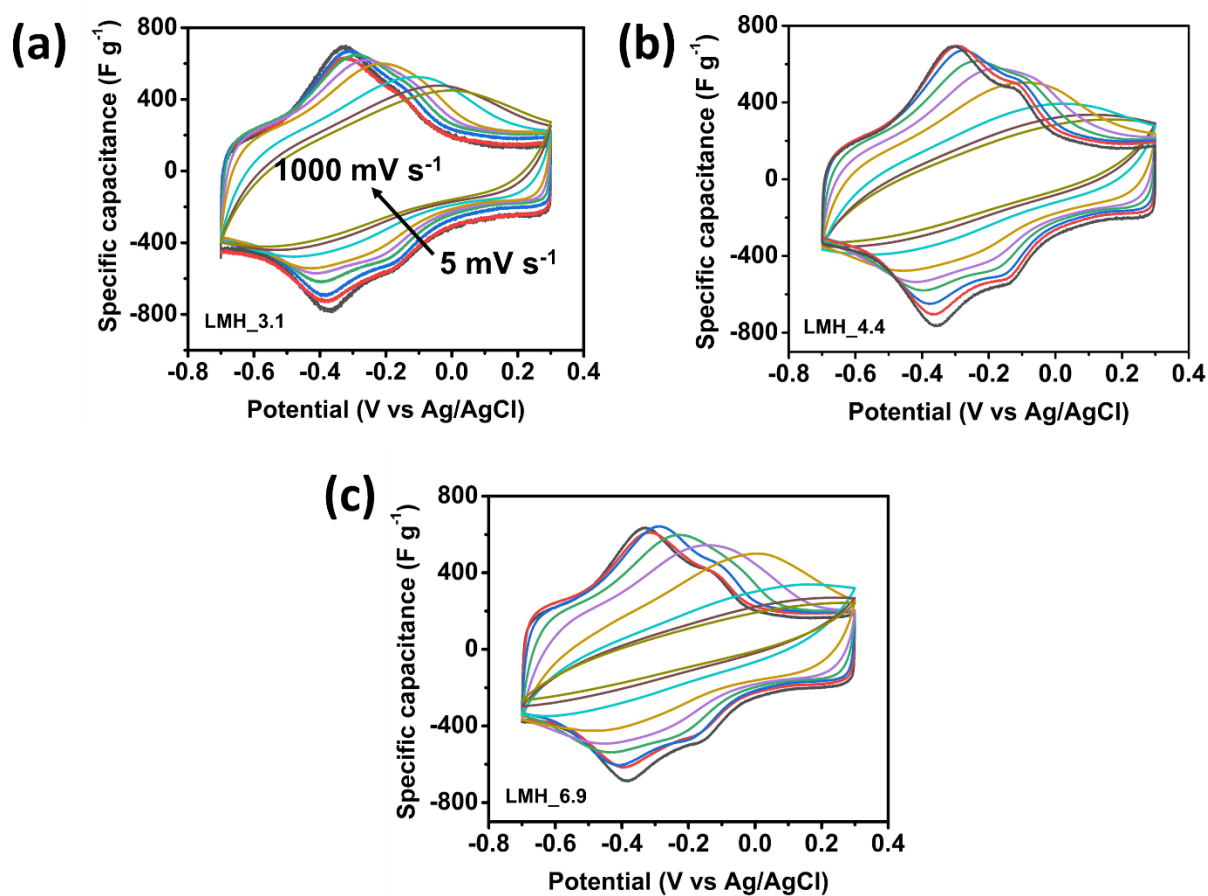 (a)
Specific capacitance (F g-1)
800
400
0
-400
-800
1000 mV s-1
5 mV s-1
LMH_3.1
-0.8 -0.6 -0.4 -0.2 0.0 0.2 0.4
Potential (V vs Ag/AgCl)
(b)
Specific capacitance (F g-1)
800
400
0
-400
-800
LMH_4.4
-0.8 -0.6 -0.4 -0.2 0.0 0.2 0.4
Potential (V vs Ag/AgCl)
(c)
Specific capacitance (F g-1)
800
400
0
-400
-800
LMH_6.9
-0.8 -0.6 -0.4 -0.2 0.0 0.2 0.4
Potential (V vs Ag/AgCl)